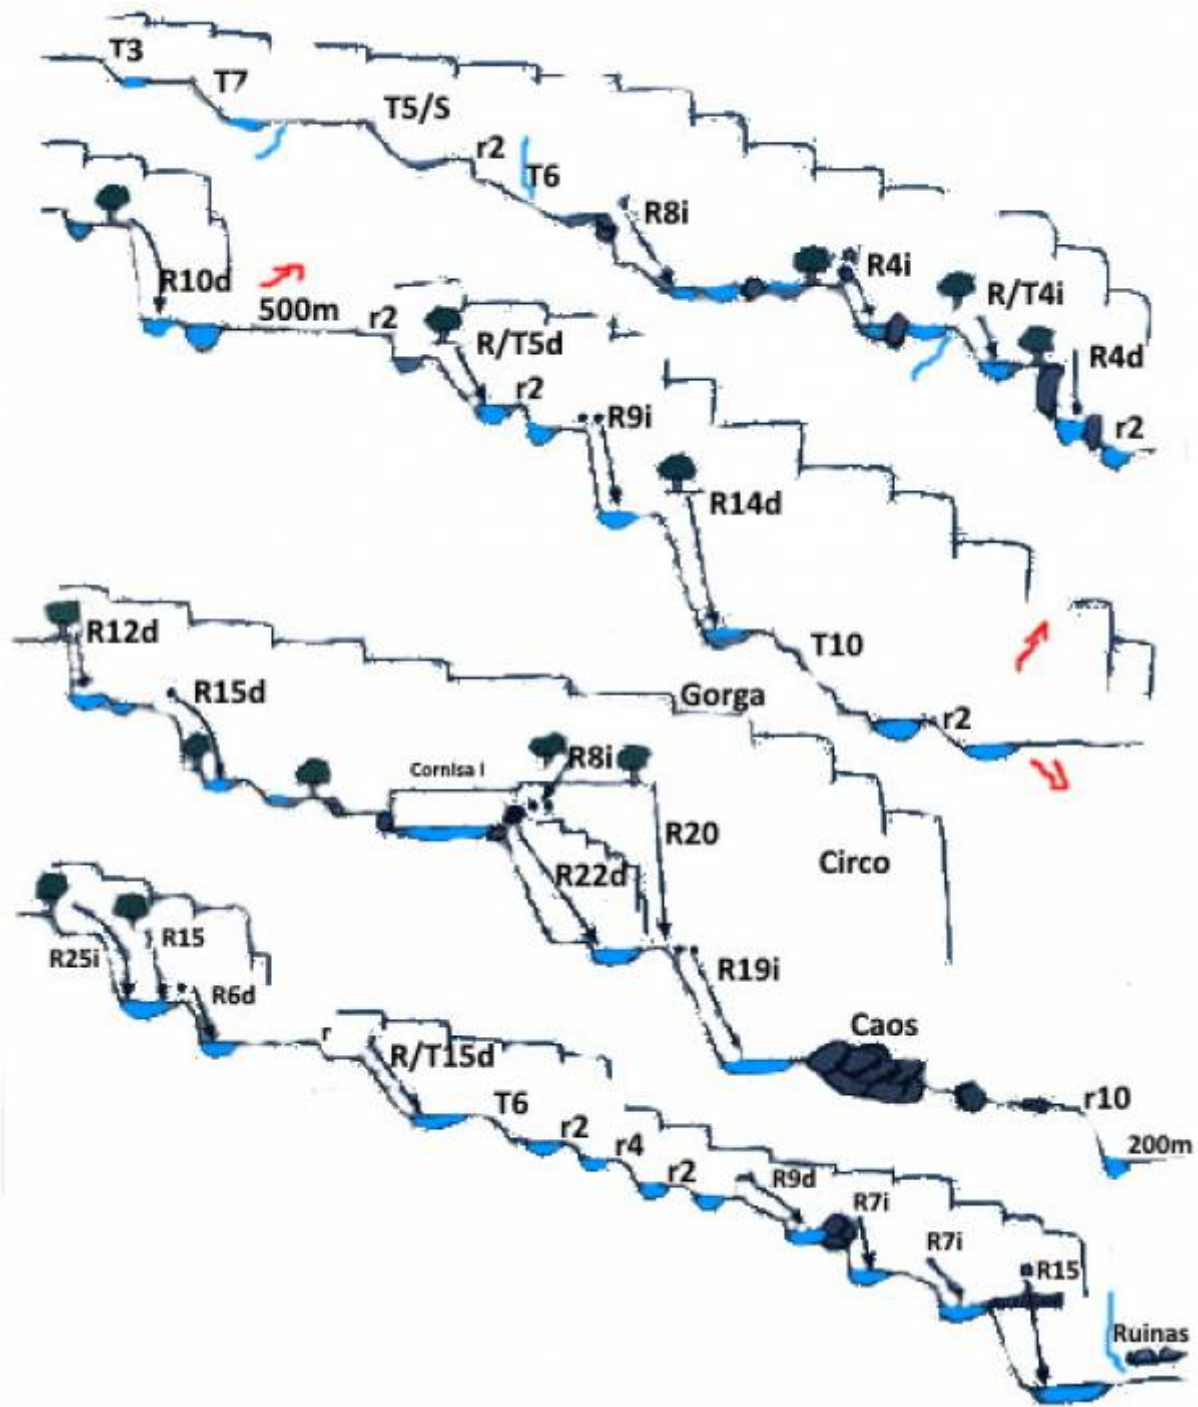 T3
T7
T5/S
r2
T6
R8i
R4i
R/T4i
R4d
r2
R10d
500m
r2
R/T5d
r2
R9i
R14d
T10
r2
R12d
R15d
Gorga
Cornisa I
R8i
R20
R22d
Circo
R19i
Caos
r10
200m
R25i
R15
R6d
r
R/T15d
T6
r2
r4
r2
R9d
R7i
R7i
R15
Ruinas